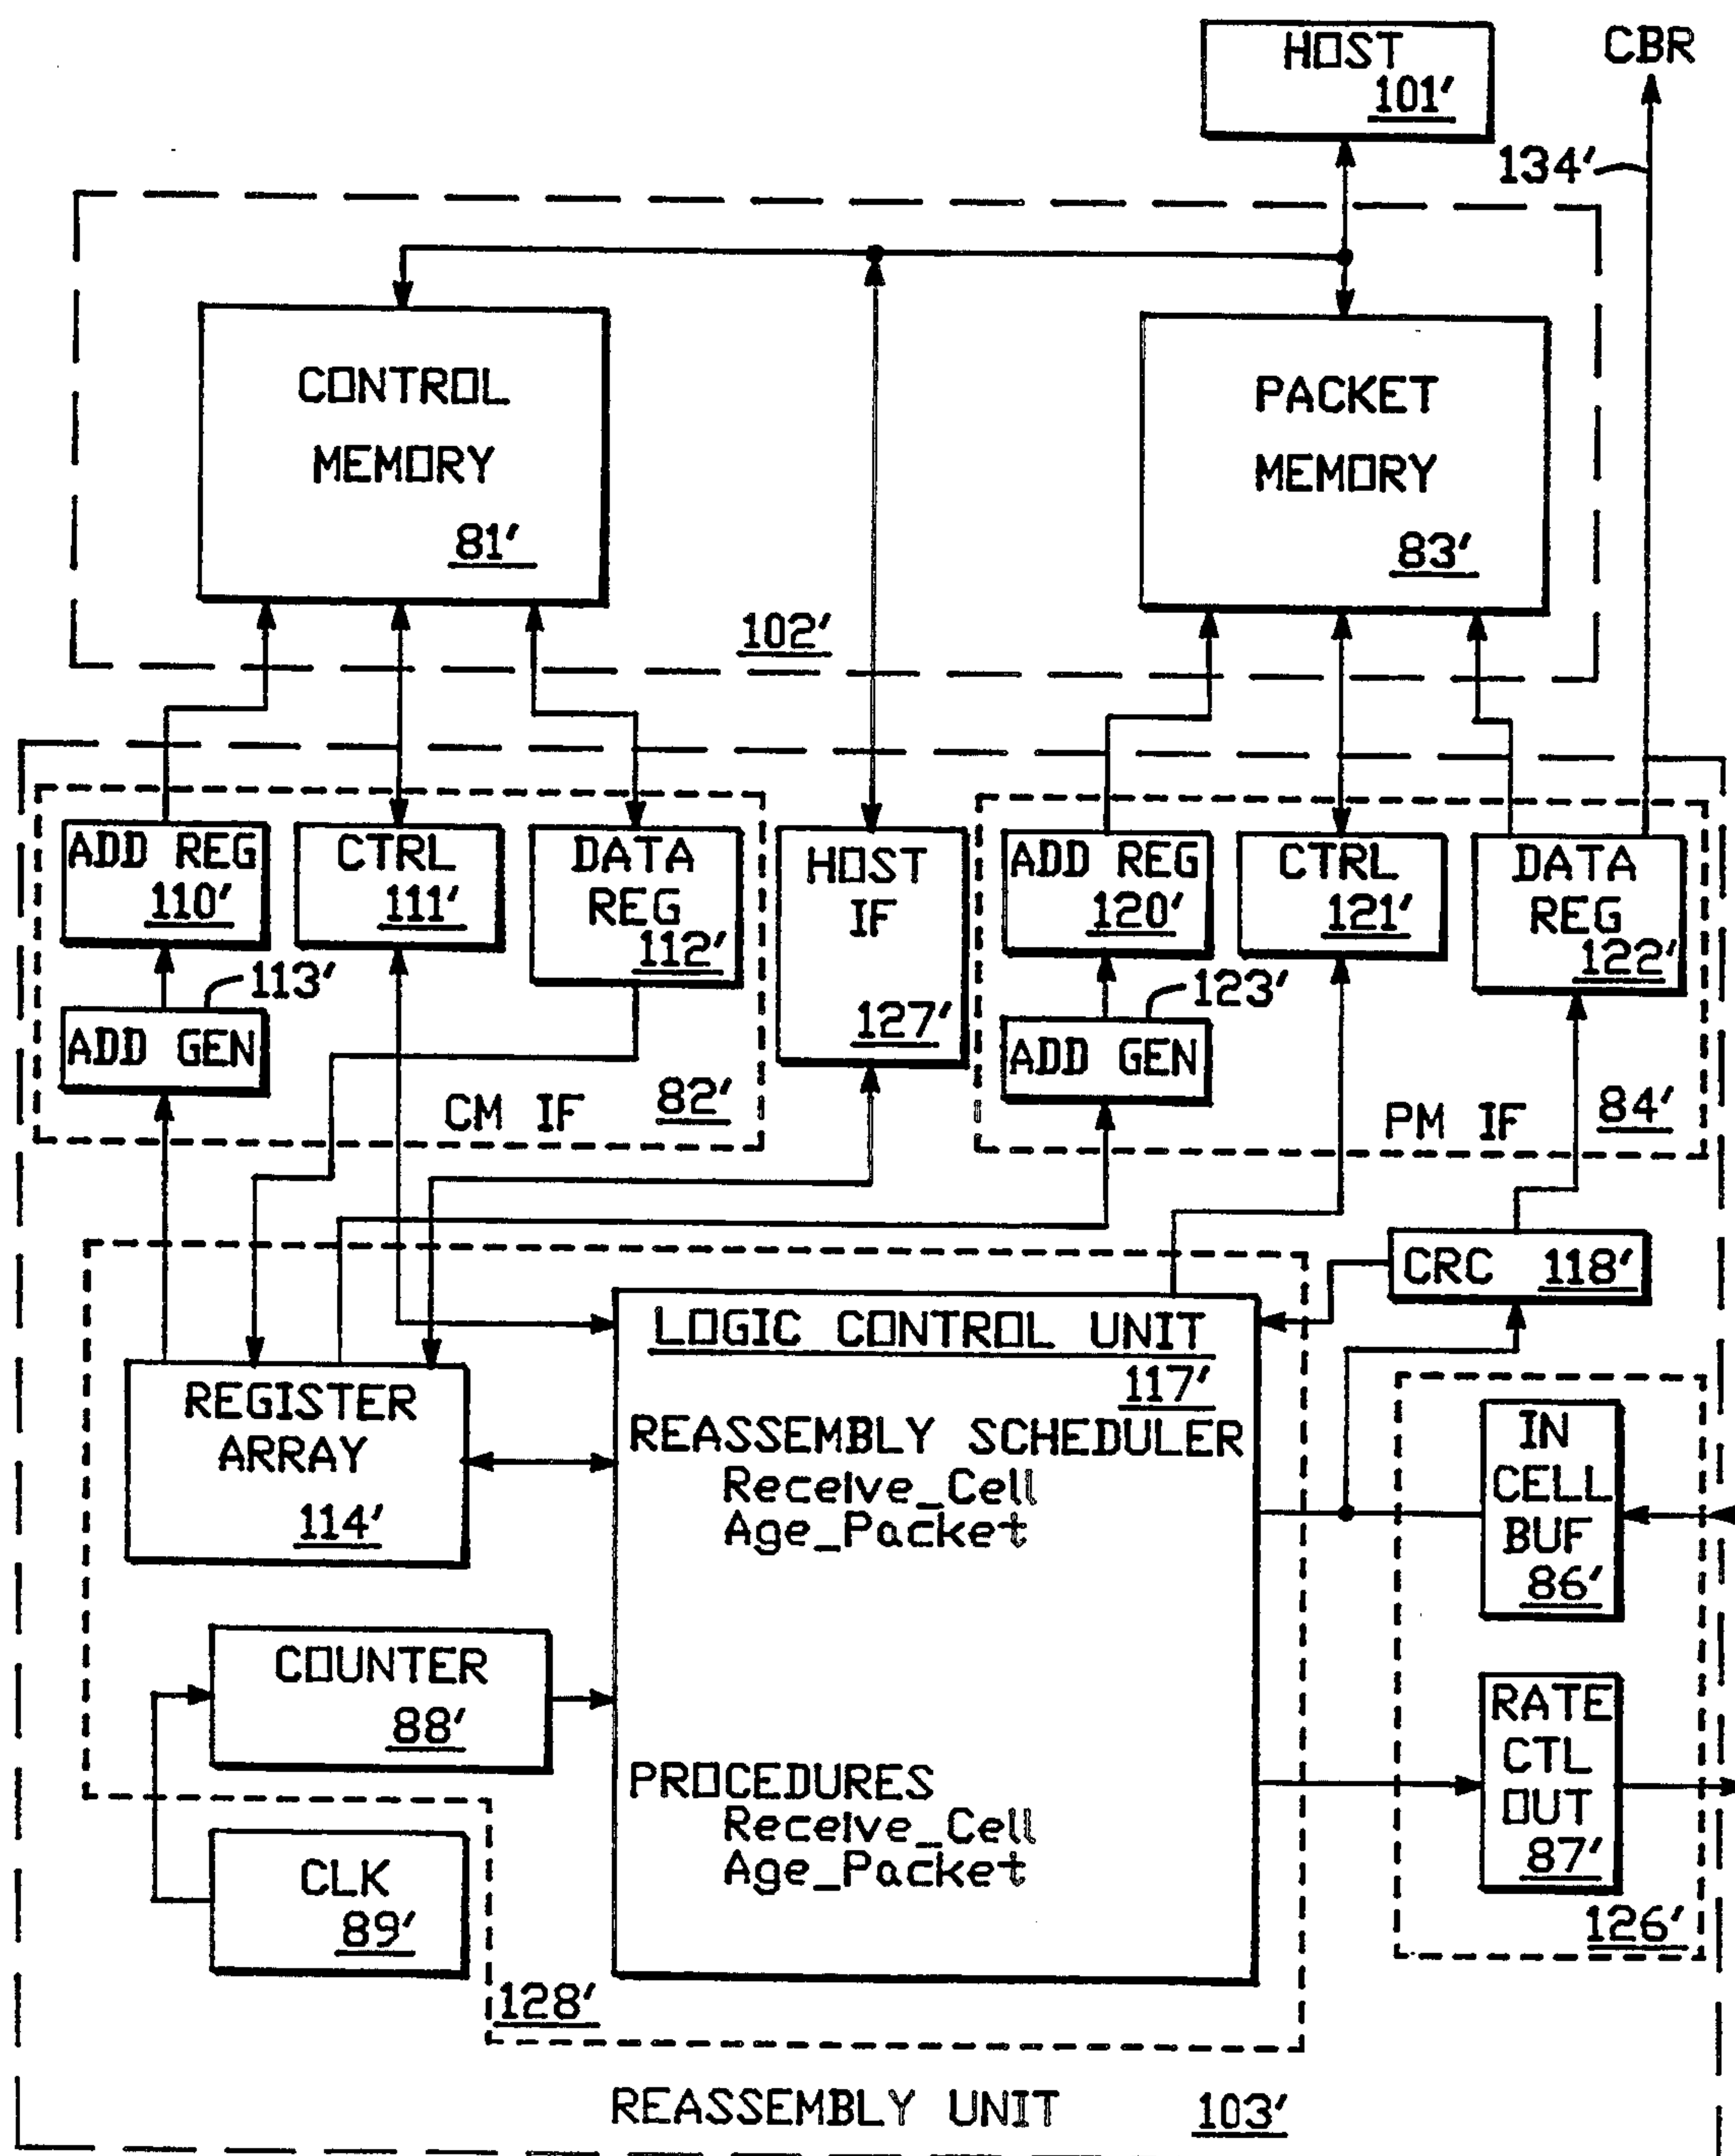 HOST
101'
CBR
134'
CONTROL
MEMORY
81'
PACKET
MEMORY
83'
102'
ADD REG
110'
CTRL
111'
DATA
REG
112'
HOST
IF
127'
ADD REG
120'
CTRL
121'
DATA
REG
122'
113'
ADD GEN
123'
ADD GEN
CM IF
82'
PM IF
84'
CRC 118'
LOGIC CONTROL UNIT
117'
REASSEMBLY SCHEDULER
Receive_Cell
Age_Packet
REGISTER
ARRAY
114'
IN
CELL
BUF
86'
COUNTER
88'
PROCEDURES
Receive_Cell
Age_Packet
RATE
CTL
OUT
87'
CLK
89'
126'
128'
REASSEMBLY UNIT 103'